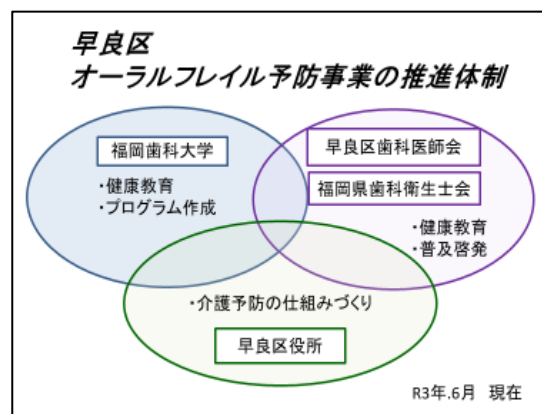 早良区
オーラルフレイル予防事業の推進体制
福岡歯科大学
・健康教育
・プログラム作成
早良区歯科医師会
福岡県歯科衛生士会
・健康教育
・普及啓発
・介護予防の仕組みづくり
早良区役所
R3年.6月 現在